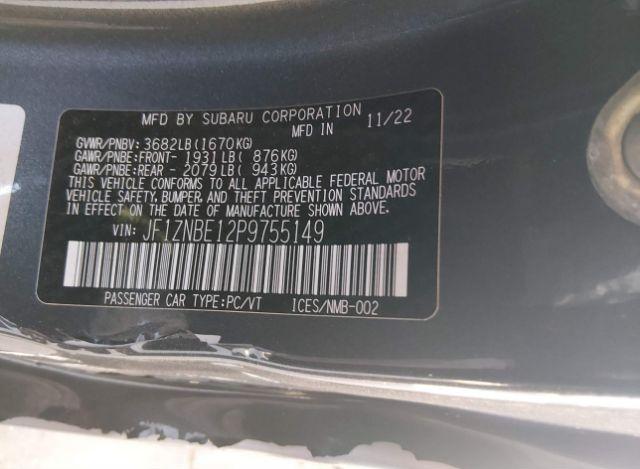 MFD BY SUBARU CORPORATION
MFD IN 11/22
GVWR/PNBV: 3682LB(1670KG)
GAWR/PNBE:FRONT- 1931LB( 876KG)
GAWR/PNBE:REAR - 2079LB( 943KG)
THIS VEHICLE CONFORMS TO ALL APPLICABLE FEDERAL MOTOR
VEHICLE SAFETY, BUMPER, AND THEFT PREVENTION STANDARDS
IN EFFECT ON THE DATE OF MANUFACTURE SHOWN ABOVE.
VIN: JF1ZNBE12P9755149
PASSENGER CAR TYPE:PC/VT ICES/NMB-002